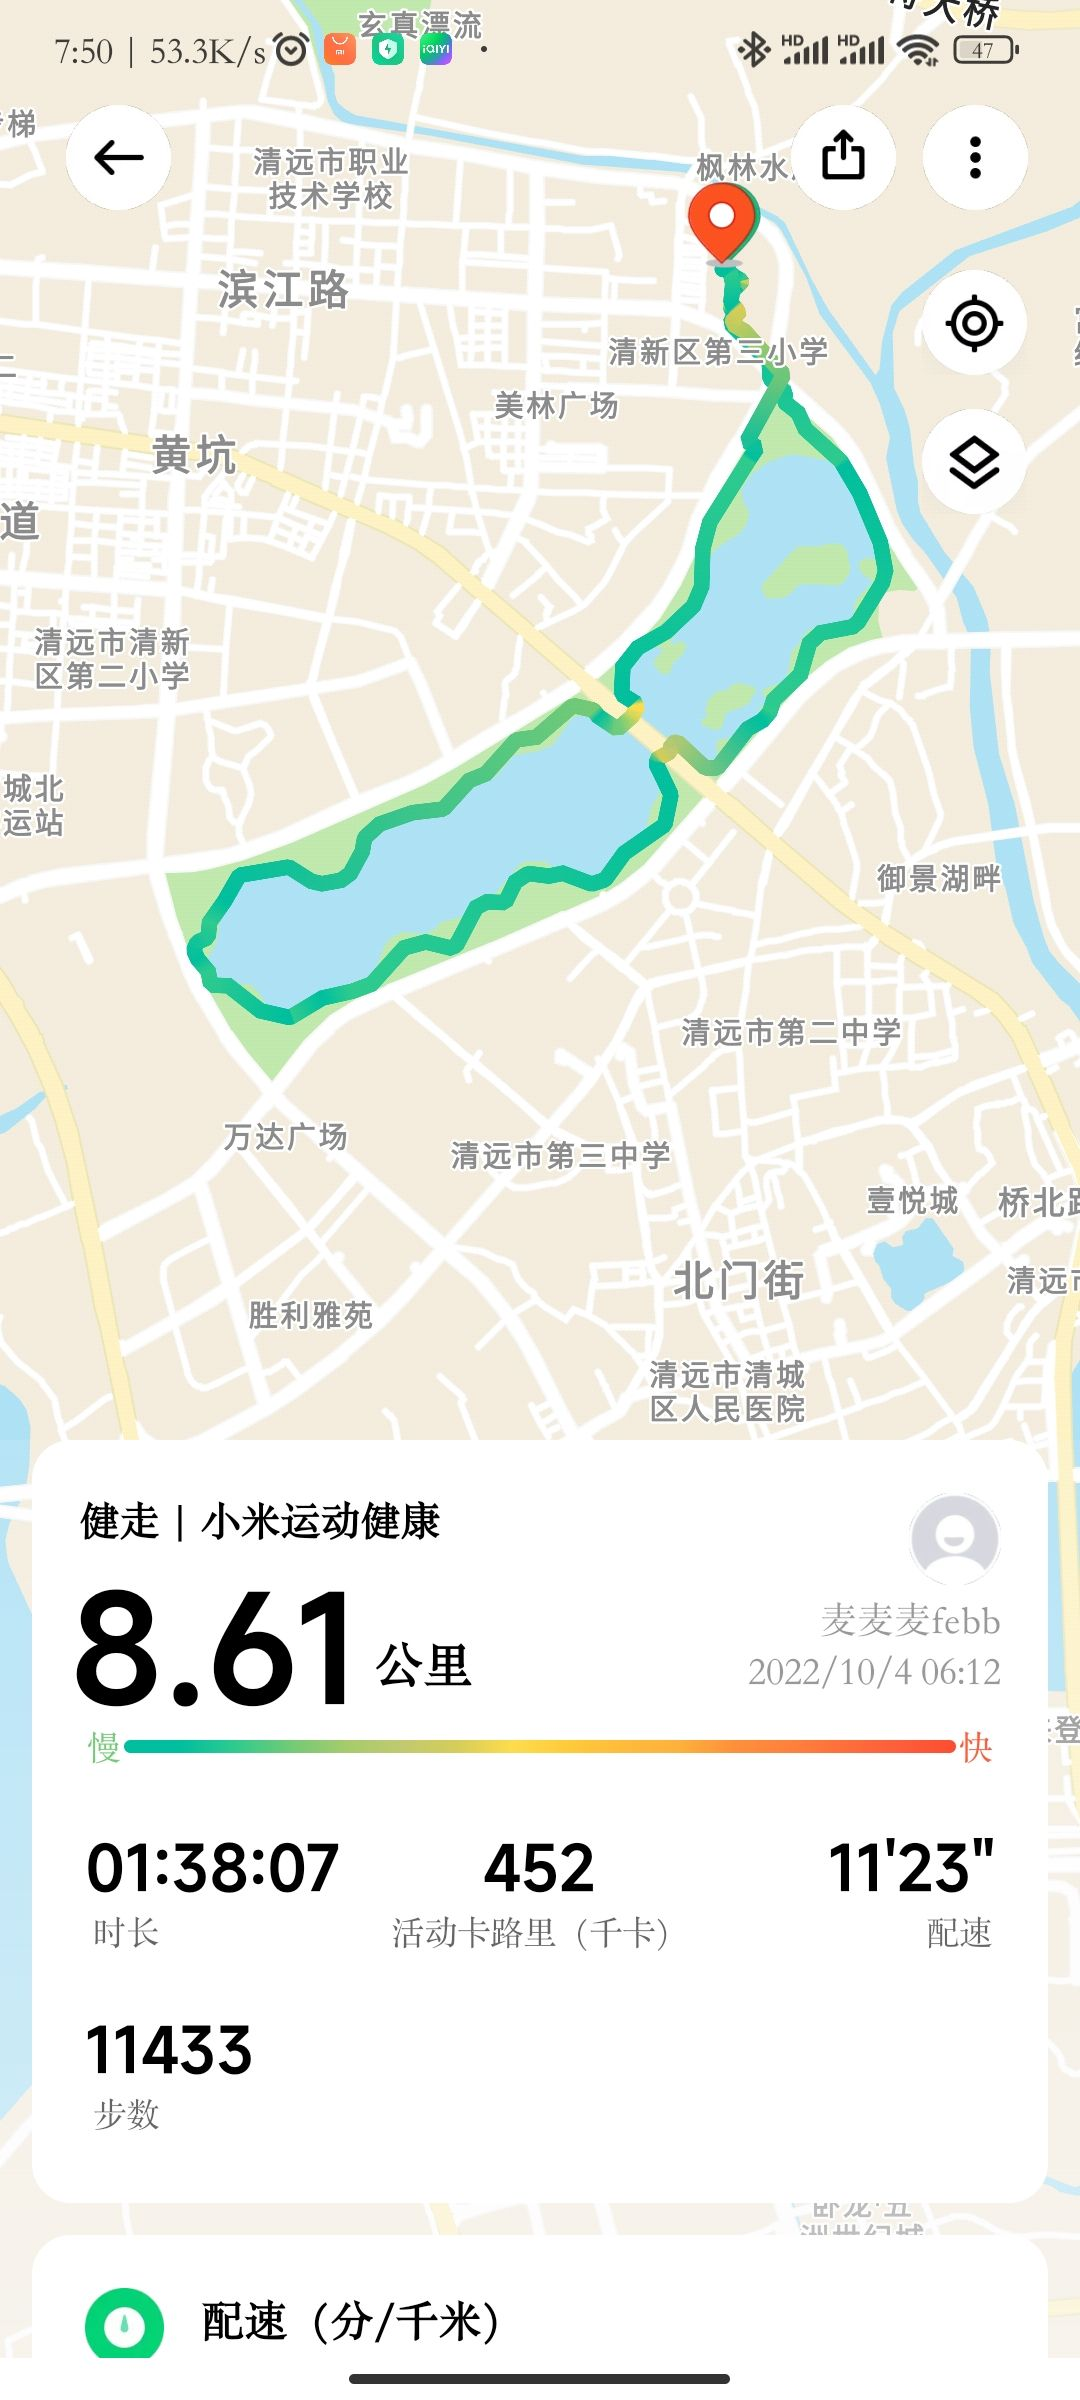 玄真漂流
7:50 | 53.3K/s
HD HD 47
iQIYI
梯
清远市职业
技术学校
枫林水
滨江路
清新区第三小学
美林广场
黄坑
道
清远市清新
区第二小学
城北
运站
御景湖畔
清远市第二中学
万达广场
清远市第三中学
壹悦城
桥北路
北门街
清远市
胜利雅苑
清远市清城
区人民医院
健走 | 小米运动健康
8.61 公里
麦麦麦febb
2022/10/4 06:12
慢
快
登
01:38:07
452
11'23"
时长
活动卡路里（千卡）
配速
11433
步数
配速（分/千米）